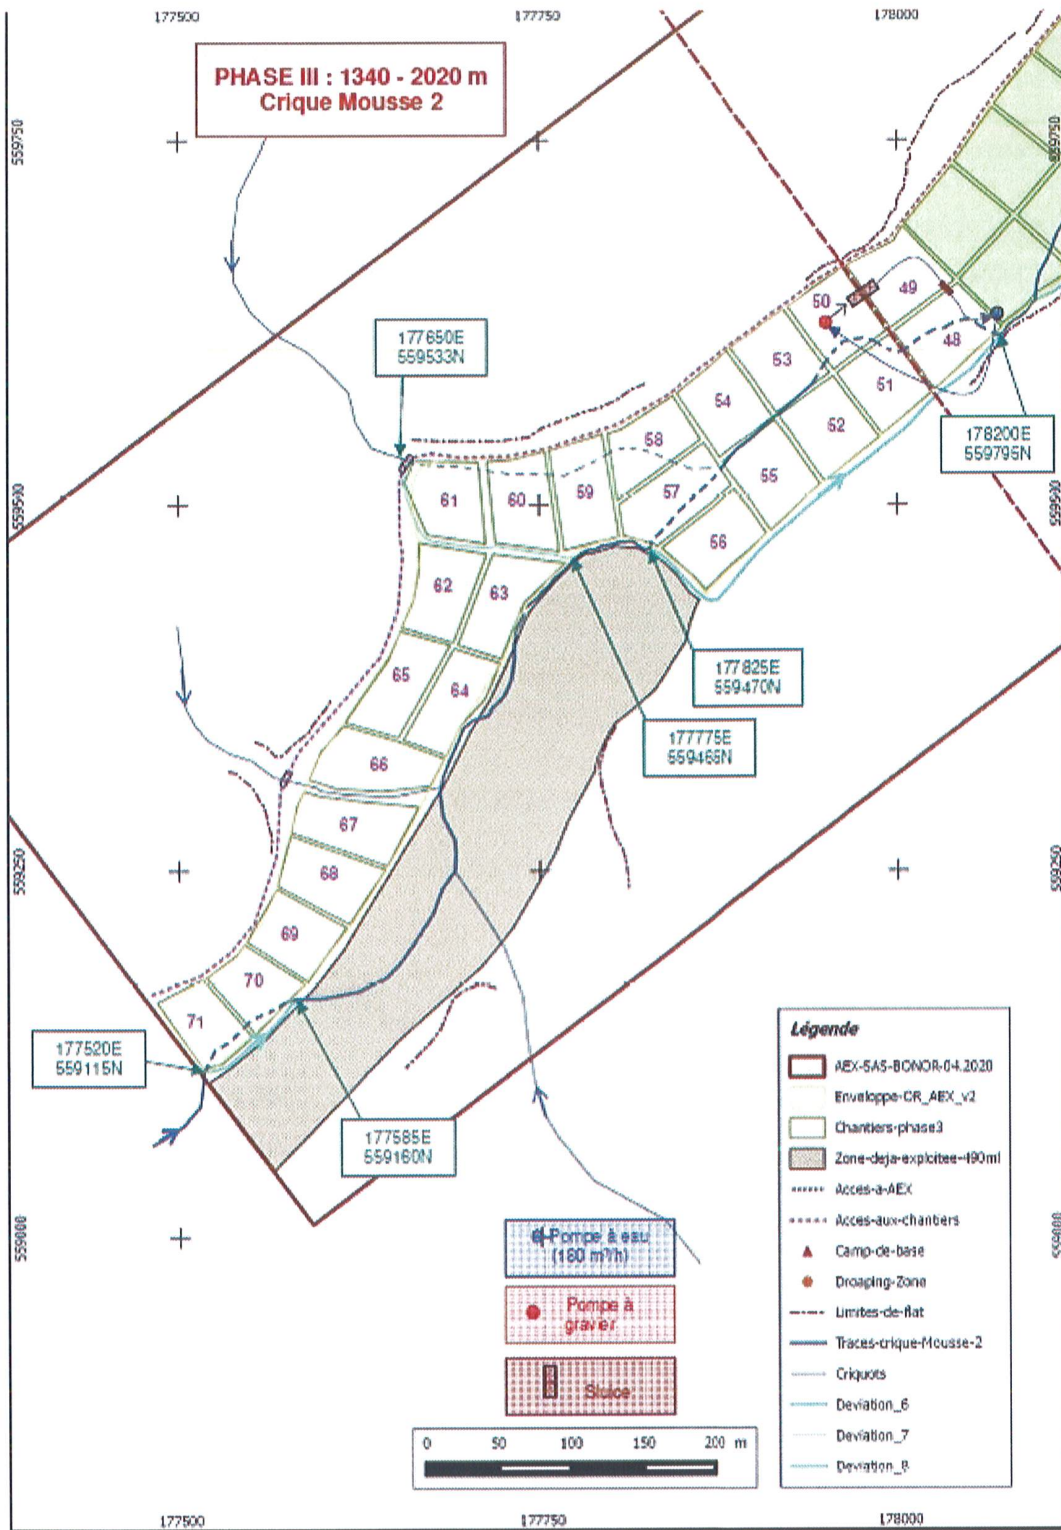 177500
177750
178000
PHASE III : 1340 - 2020 m
Crique Mousse 2
559750
559750
177650E
559533N
50
49
48
53
51
54
52
178200E
559795N
58
61
60
59
57
55
559500
559500
56
62
63
177825E
559470N
65
64
177775E
559465N
66
67
559250
559250
68
69
70
71
177520E
559115N
177585E
559160N
559000
559000
Pompe à eau
(180 m³/h)
Pompe à
gravier
Sluice
0 50 100 150 200 m
Légende
AEX-SAS-BONOR-04.2020
Enveloppe-CR_AEX_v2
Chantiers-phase3
Zone-deja-exploitee-490ml
Acces-a-AEX
Acces-aux-chantiers
Camp-de-base
Droaping-Zone
Limites-de-flat
Traces-crique-Mousse-2
Criquots
Deviation_6
Deviation_7
Deviation_8
177500
177750
178000